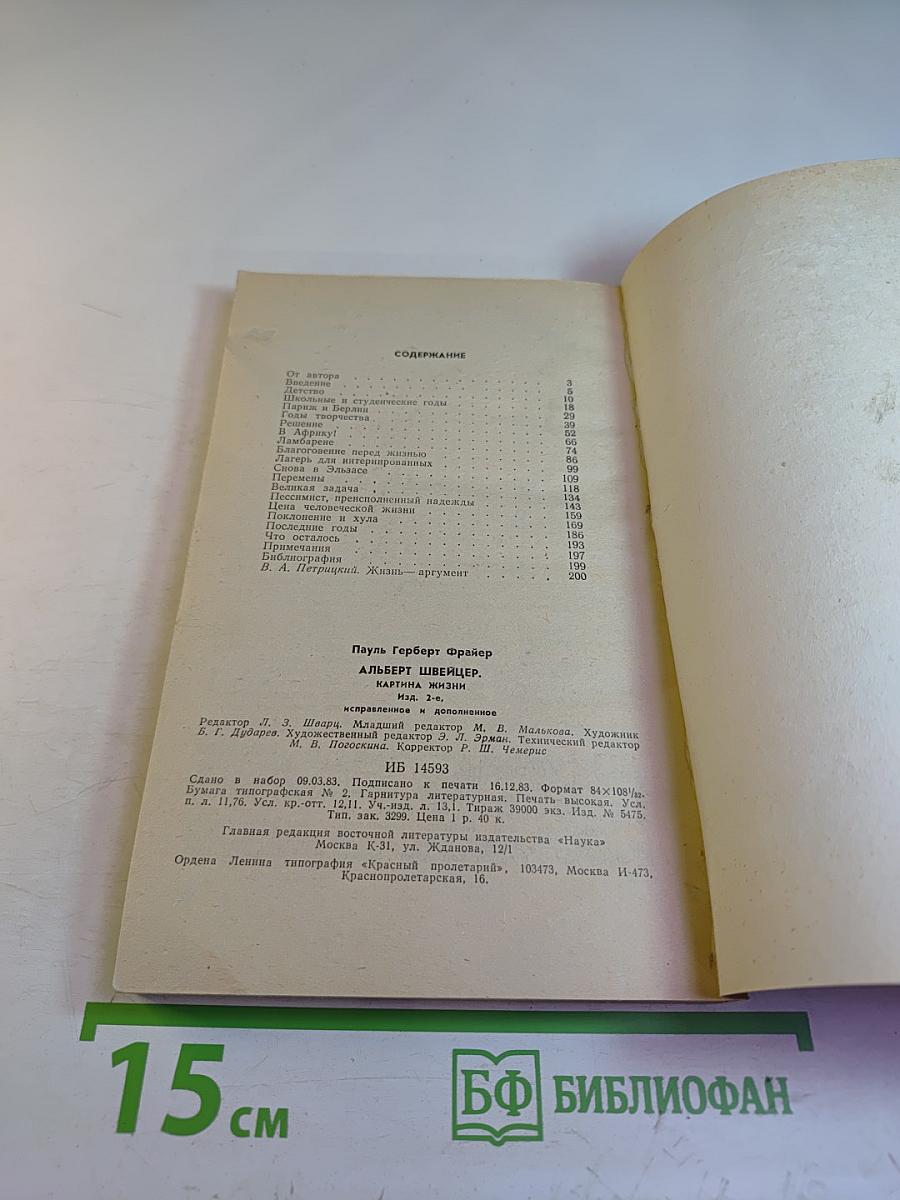 СОДЕРЖАНИЕ
От автора . . . 3
Введение . . . 5
Детство . . . 10
Школьные и студенческие годы . . . 18
Париж и Берлин . . . 29
Годы творчества . . . 39
Решение . . . 52
В Африку! . . . 66
Ламбарене . . . 74
Благоговение перед жизнью . . . 86
Лагерь для интернированных . . . 99
Снова в Эльзасе . . . 109
Перемены . . . 118
Великая задача . . . 134
Пессимист, преисполненный надежды . . . 143
Цена человеческой жизни . . . 159
Поклонение и хула . . . 169
Последние годы . . . 186
Что осталось . . . 193
Примечания . . . 197
Библиография . . . 199
В. А. Петрицкий. Жизнь — аргумент . . . 200
Пауль Герберт Фрайер
АЛЬБЕРТ ШВЕЙЦЕР.
КАРТИНА ЖИЗНИ
Изд. 2-е,
исправленное и дополненное
Редактор Л. З. Шварц. Младший редактор М. В. Малькова. Художник
Б. Г. Дударев. Художественный редактор Э. Л. Эрман. Технический редактор
М. В. Погоскина. Корректор Р. Ш. Чемерис
ИБ 14593
Сдано в набор 09.03.83. Подписано к печати 16.12.83. Формат 84×108¹/₃₂.
Бумага типографская № 2. Гарнитура литературная. Печать высокая. Усл.
п. л. 11,76. Усл. кр.-отт. 12,11. Уч.-изд. л. 13,1. Тираж 39000 экз. Изд. № 5475.
Тип. зак. 3299. Цена 1 р. 40 к.
Главная редакция восточной литературы издательства «Наука»
Москва К-31, ул. Жданова, 12/1
Ордена Ленина типография «Красный пролетарий», 103473, Москва И-473,
Краснопролетарская, 16.
15 см
БФ БИБЛИОФАН